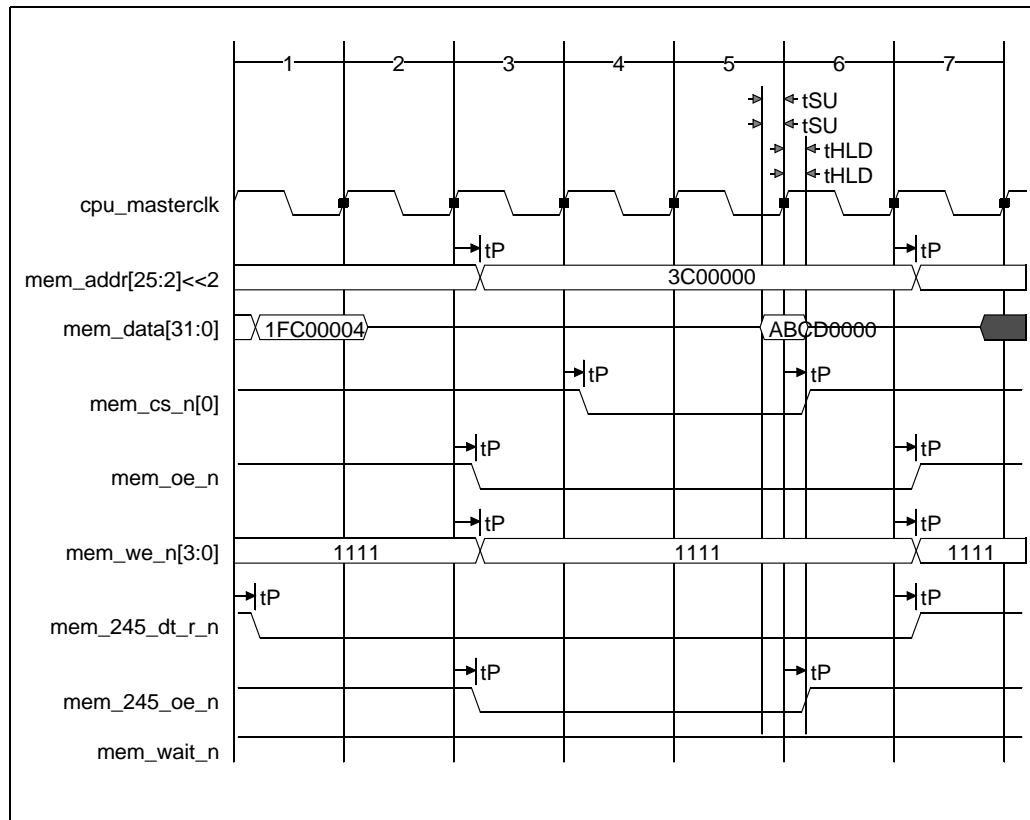 1 2 3 4 5 6 7
tSU
tSU
tHLD
tHLD
cpu_masterclk
tP tP
mem_addr[25:2]<<2 3C00000
mem_data[31:0] 1FC00004 ABCD0000
tP tP
mem_cs_n[0]
tP tP
mem_oe_n
tP tP
mem_we_n[3:0] 1111 1111 1111
tP tP
mem_245_dt_r_n
tP tP
mem_245_oe_n
mem_wait_n